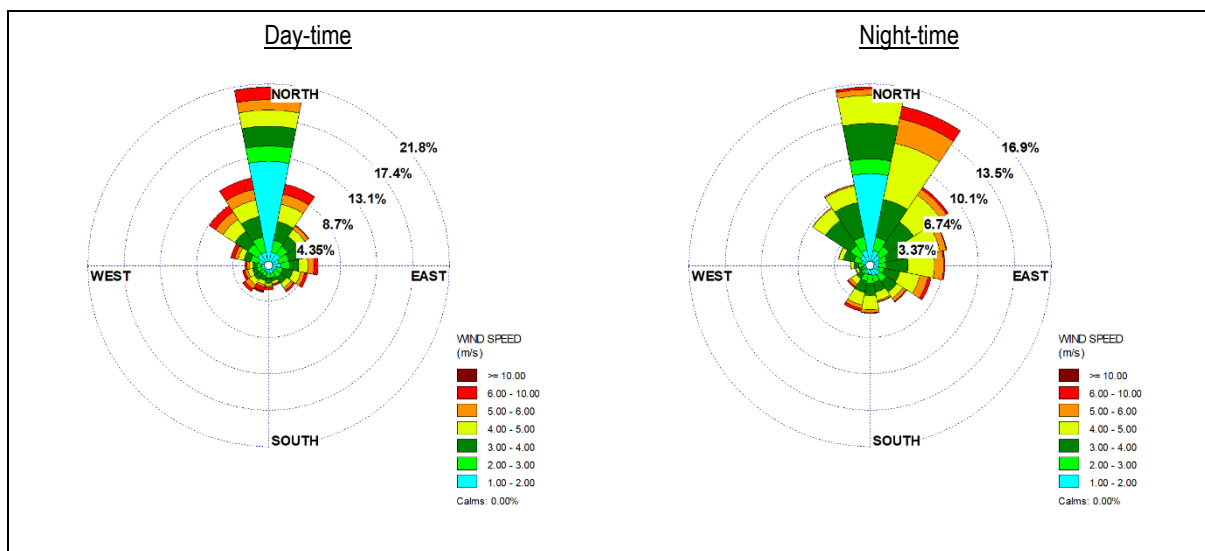 Day-time
NORTH
21.8%
17.4%
13.1%
8.7%
4.35%
WEST
EAST
SOUTH
WIND SPEED
(m/s)
>= 10.00
6.00 - 10.00
5.00 - 6.00
4.00 - 5.00
3.00 - 4.00
2.00 - 3.00
1.00 - 2.00
Calms: 0.00%
Night-time
NORTH
16.9%
13.5%
10.1%
6.74%
3.37%
WEST
EAST
SOUTH
WIND SPEED
(m/s)
>= 10.00
6.00 - 10.00
5.00 - 6.00
4.00 - 5.00
3.00 - 4.00
2.00 - 3.00
1.00 - 2.00
Calms: 0.00%